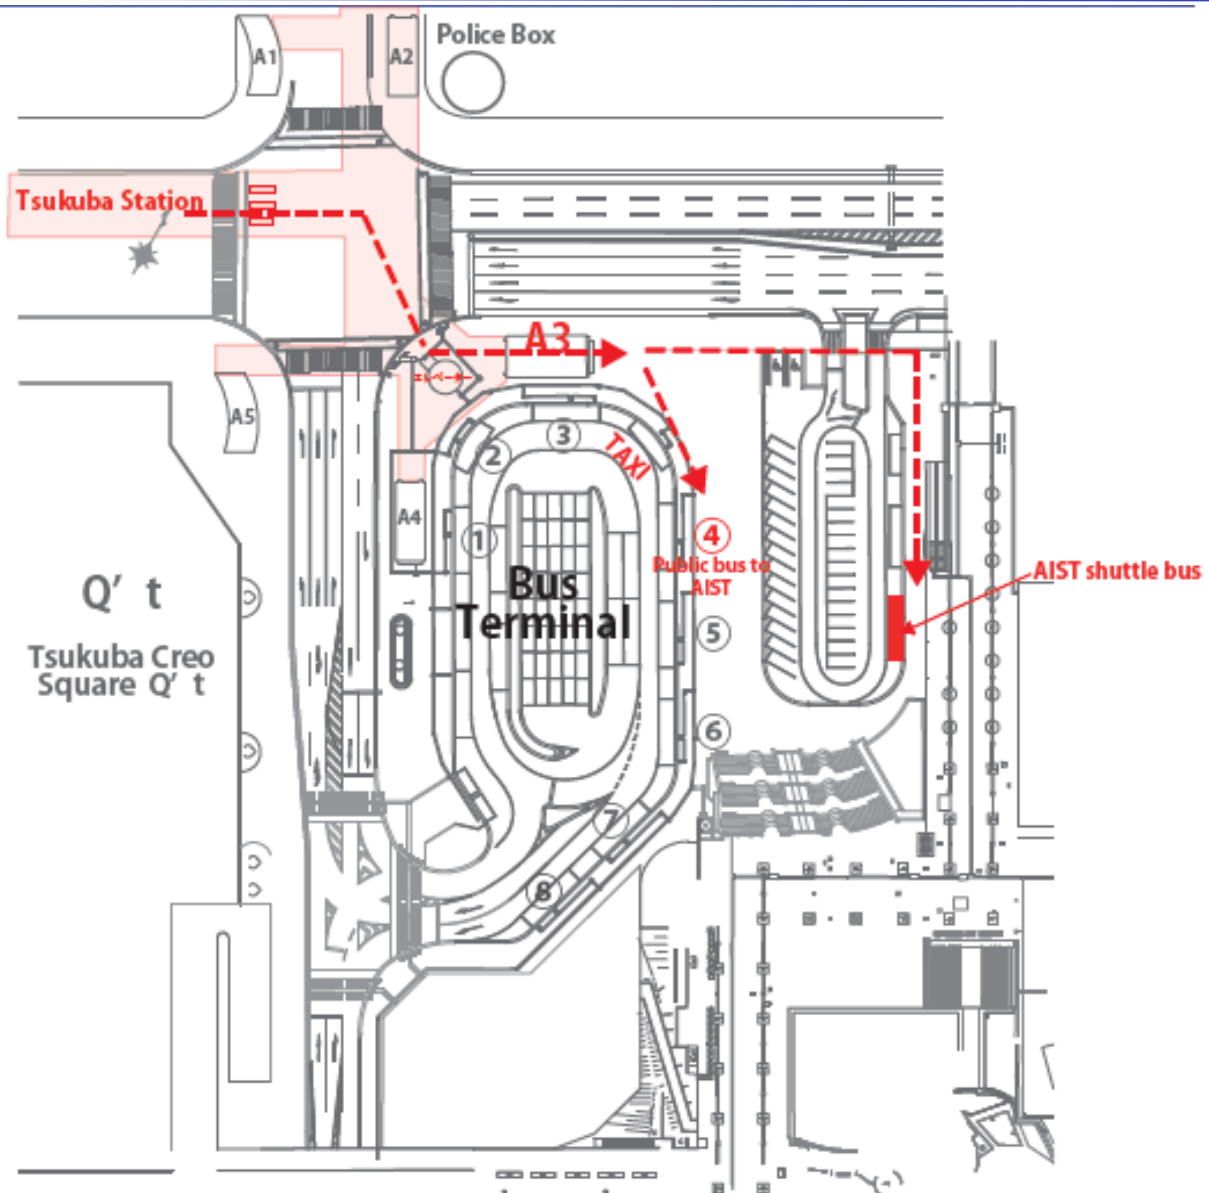 Police Box
A1
A2
Tsukuba Station
A3
エレベーター
A5
TAXI
3
2
A4
1
4
Public bus to
AIST
Bus
Terminal
AIST shuttle bus
Q' t
Tsukuba Creo
Square Q' t
5
6
7
8